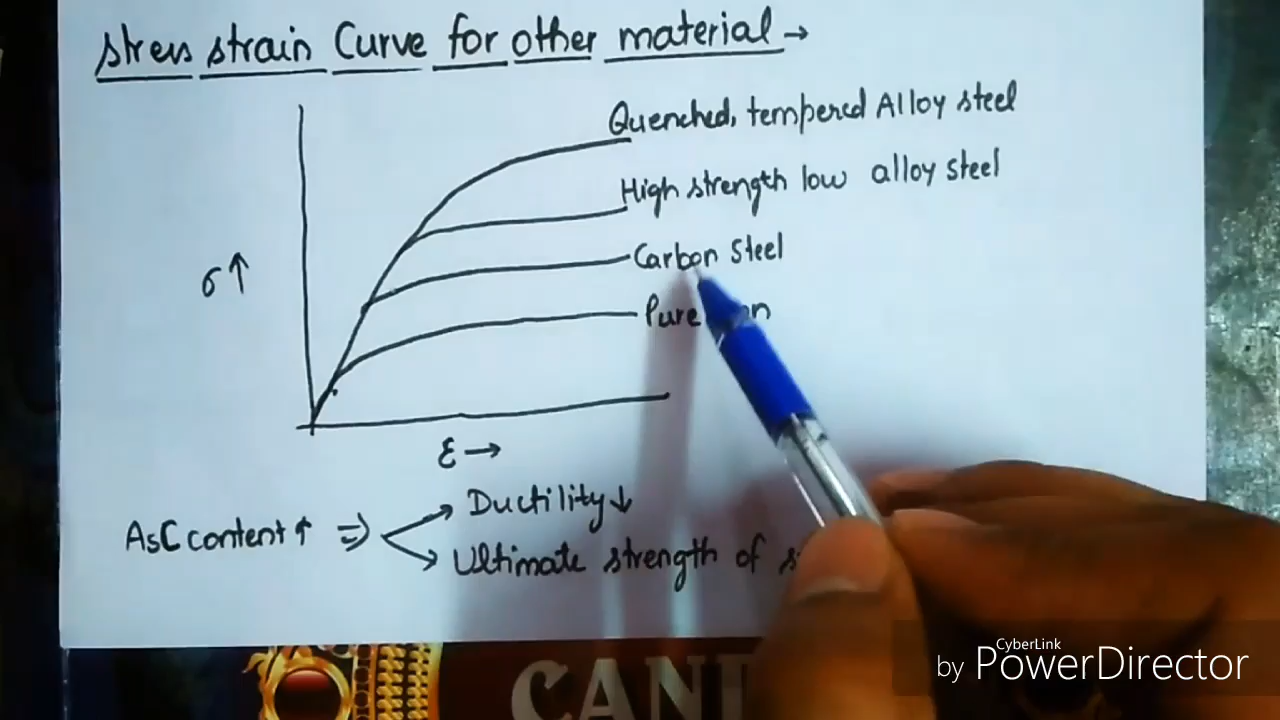 Stress strain Curve for other material →
Quenched, tempered Alloy steel
High strength low alloy steel
Carbon Steel
σ↑
Pure
ε →
As C content ↑ ⇒
Ductility ↓
Ultimate strength of
CyberLink
by PowerDirector